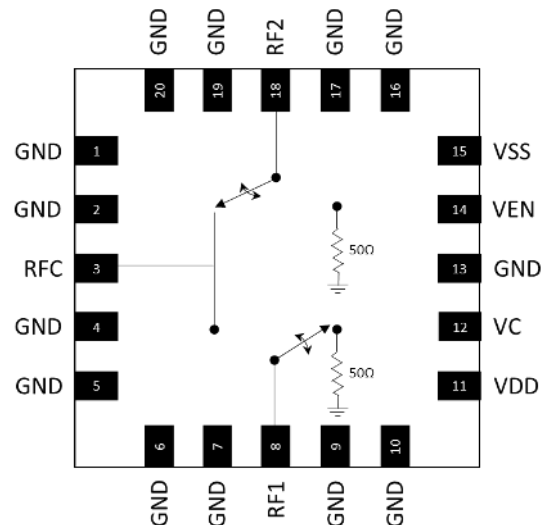 GND GND RF2 GND GND
20 19 18 17 16
GND 1 15 VSS
GND 2 14 VEN
50Ω
RFC 3 13 GND
GND 4 12 VC
50Ω
GND 5 11 VDD
6 7 8 9 10
GND GND RF1 GND GND